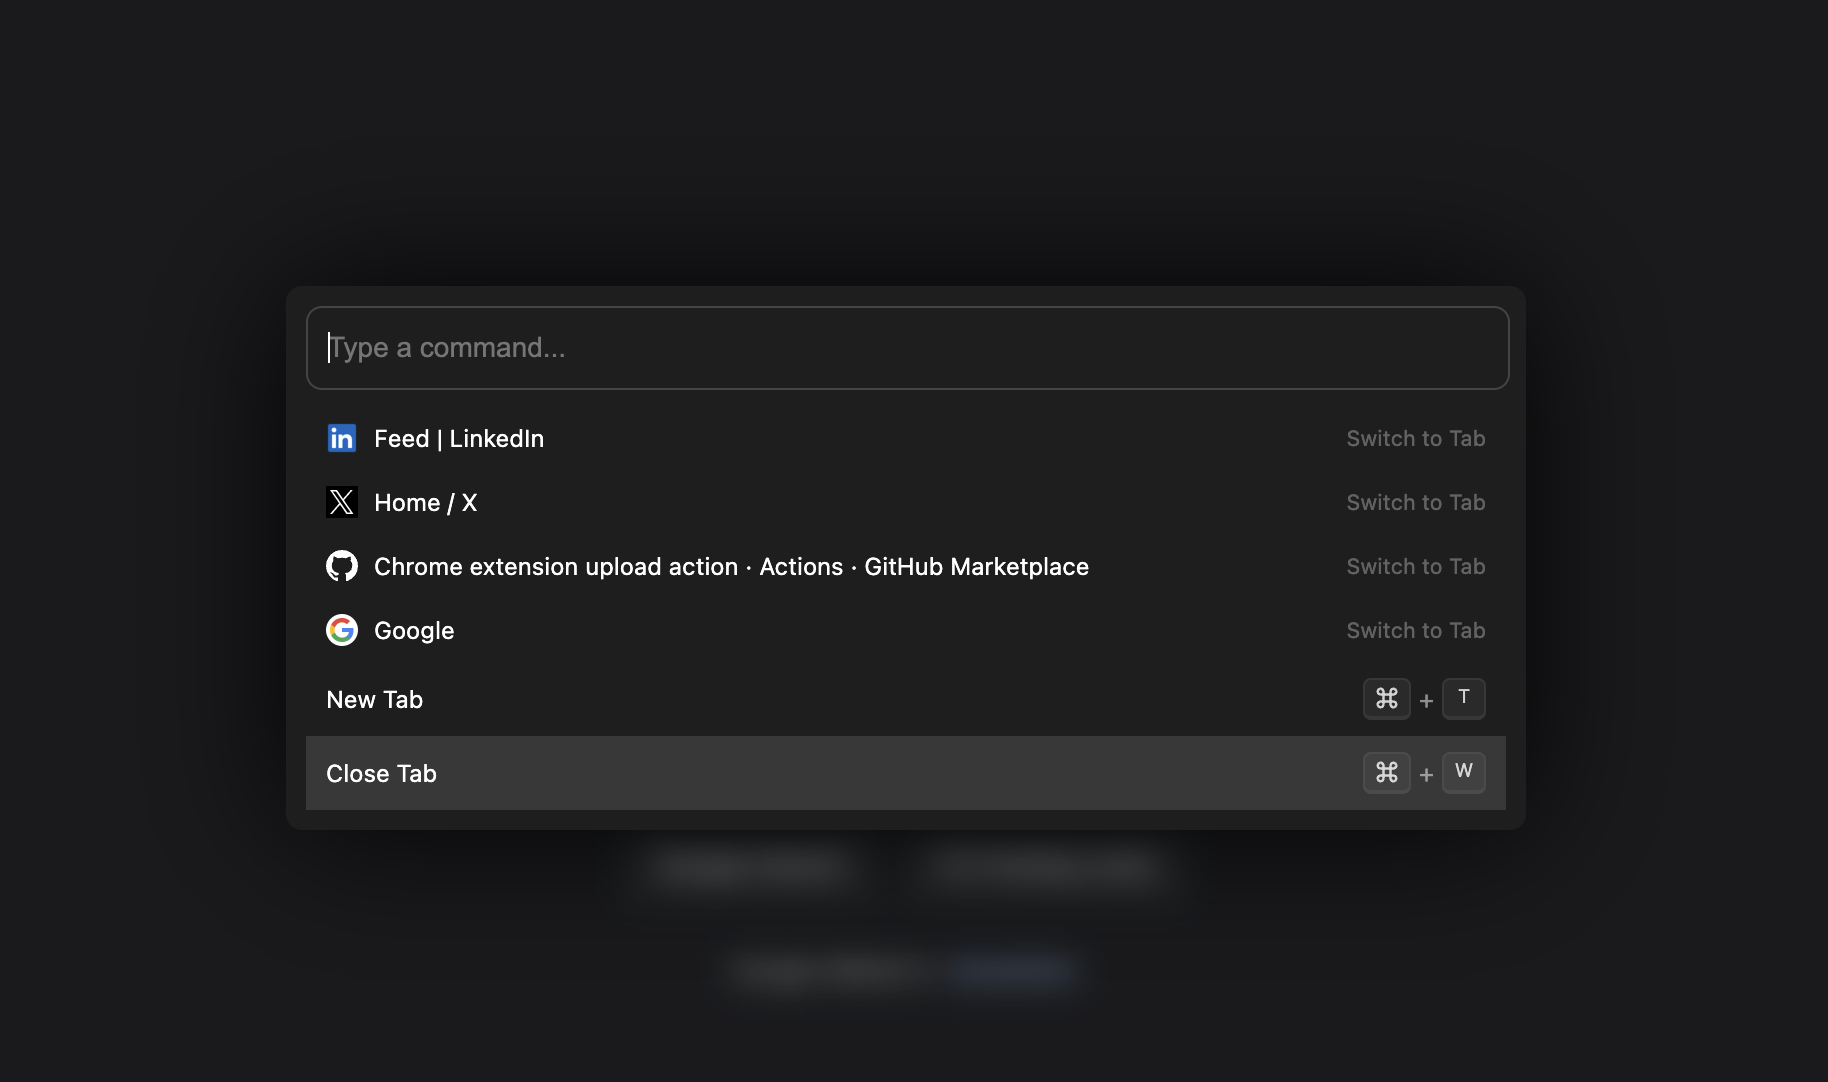 Type a command...
in Feed | LinkedIn Switch to Tab
X Home / X Switch to Tab
Chrome extension upload action · Actions · GitHub Marketplace Switch to Tab
G Google Switch to Tab
New Tab ⌘ + T
Close Tab ⌘ + W